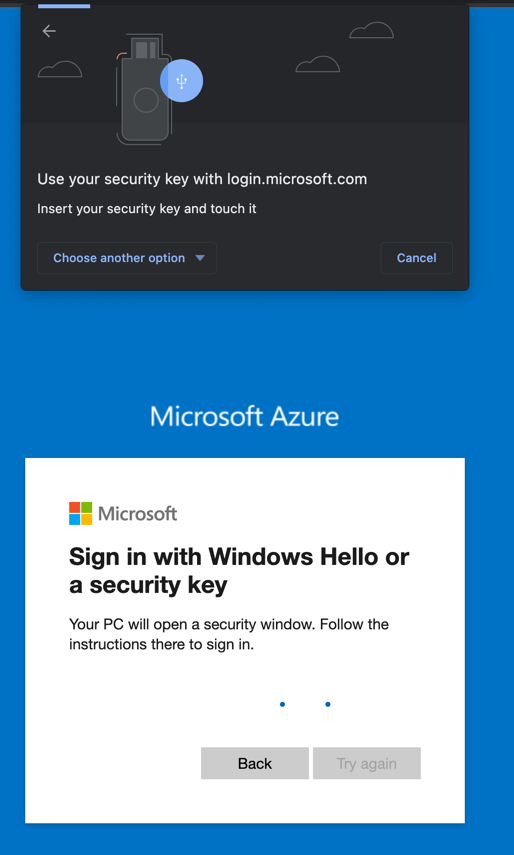 Use your security key with login.microsoft.com
Insert your security key and touch it
Choose another option
Cancel
Microsoft Azure
Microsoft
Sign in with Windows Hello or
a security key
Your PC will open a security window. Follow the
instructions there to sign in.
Back
Try again